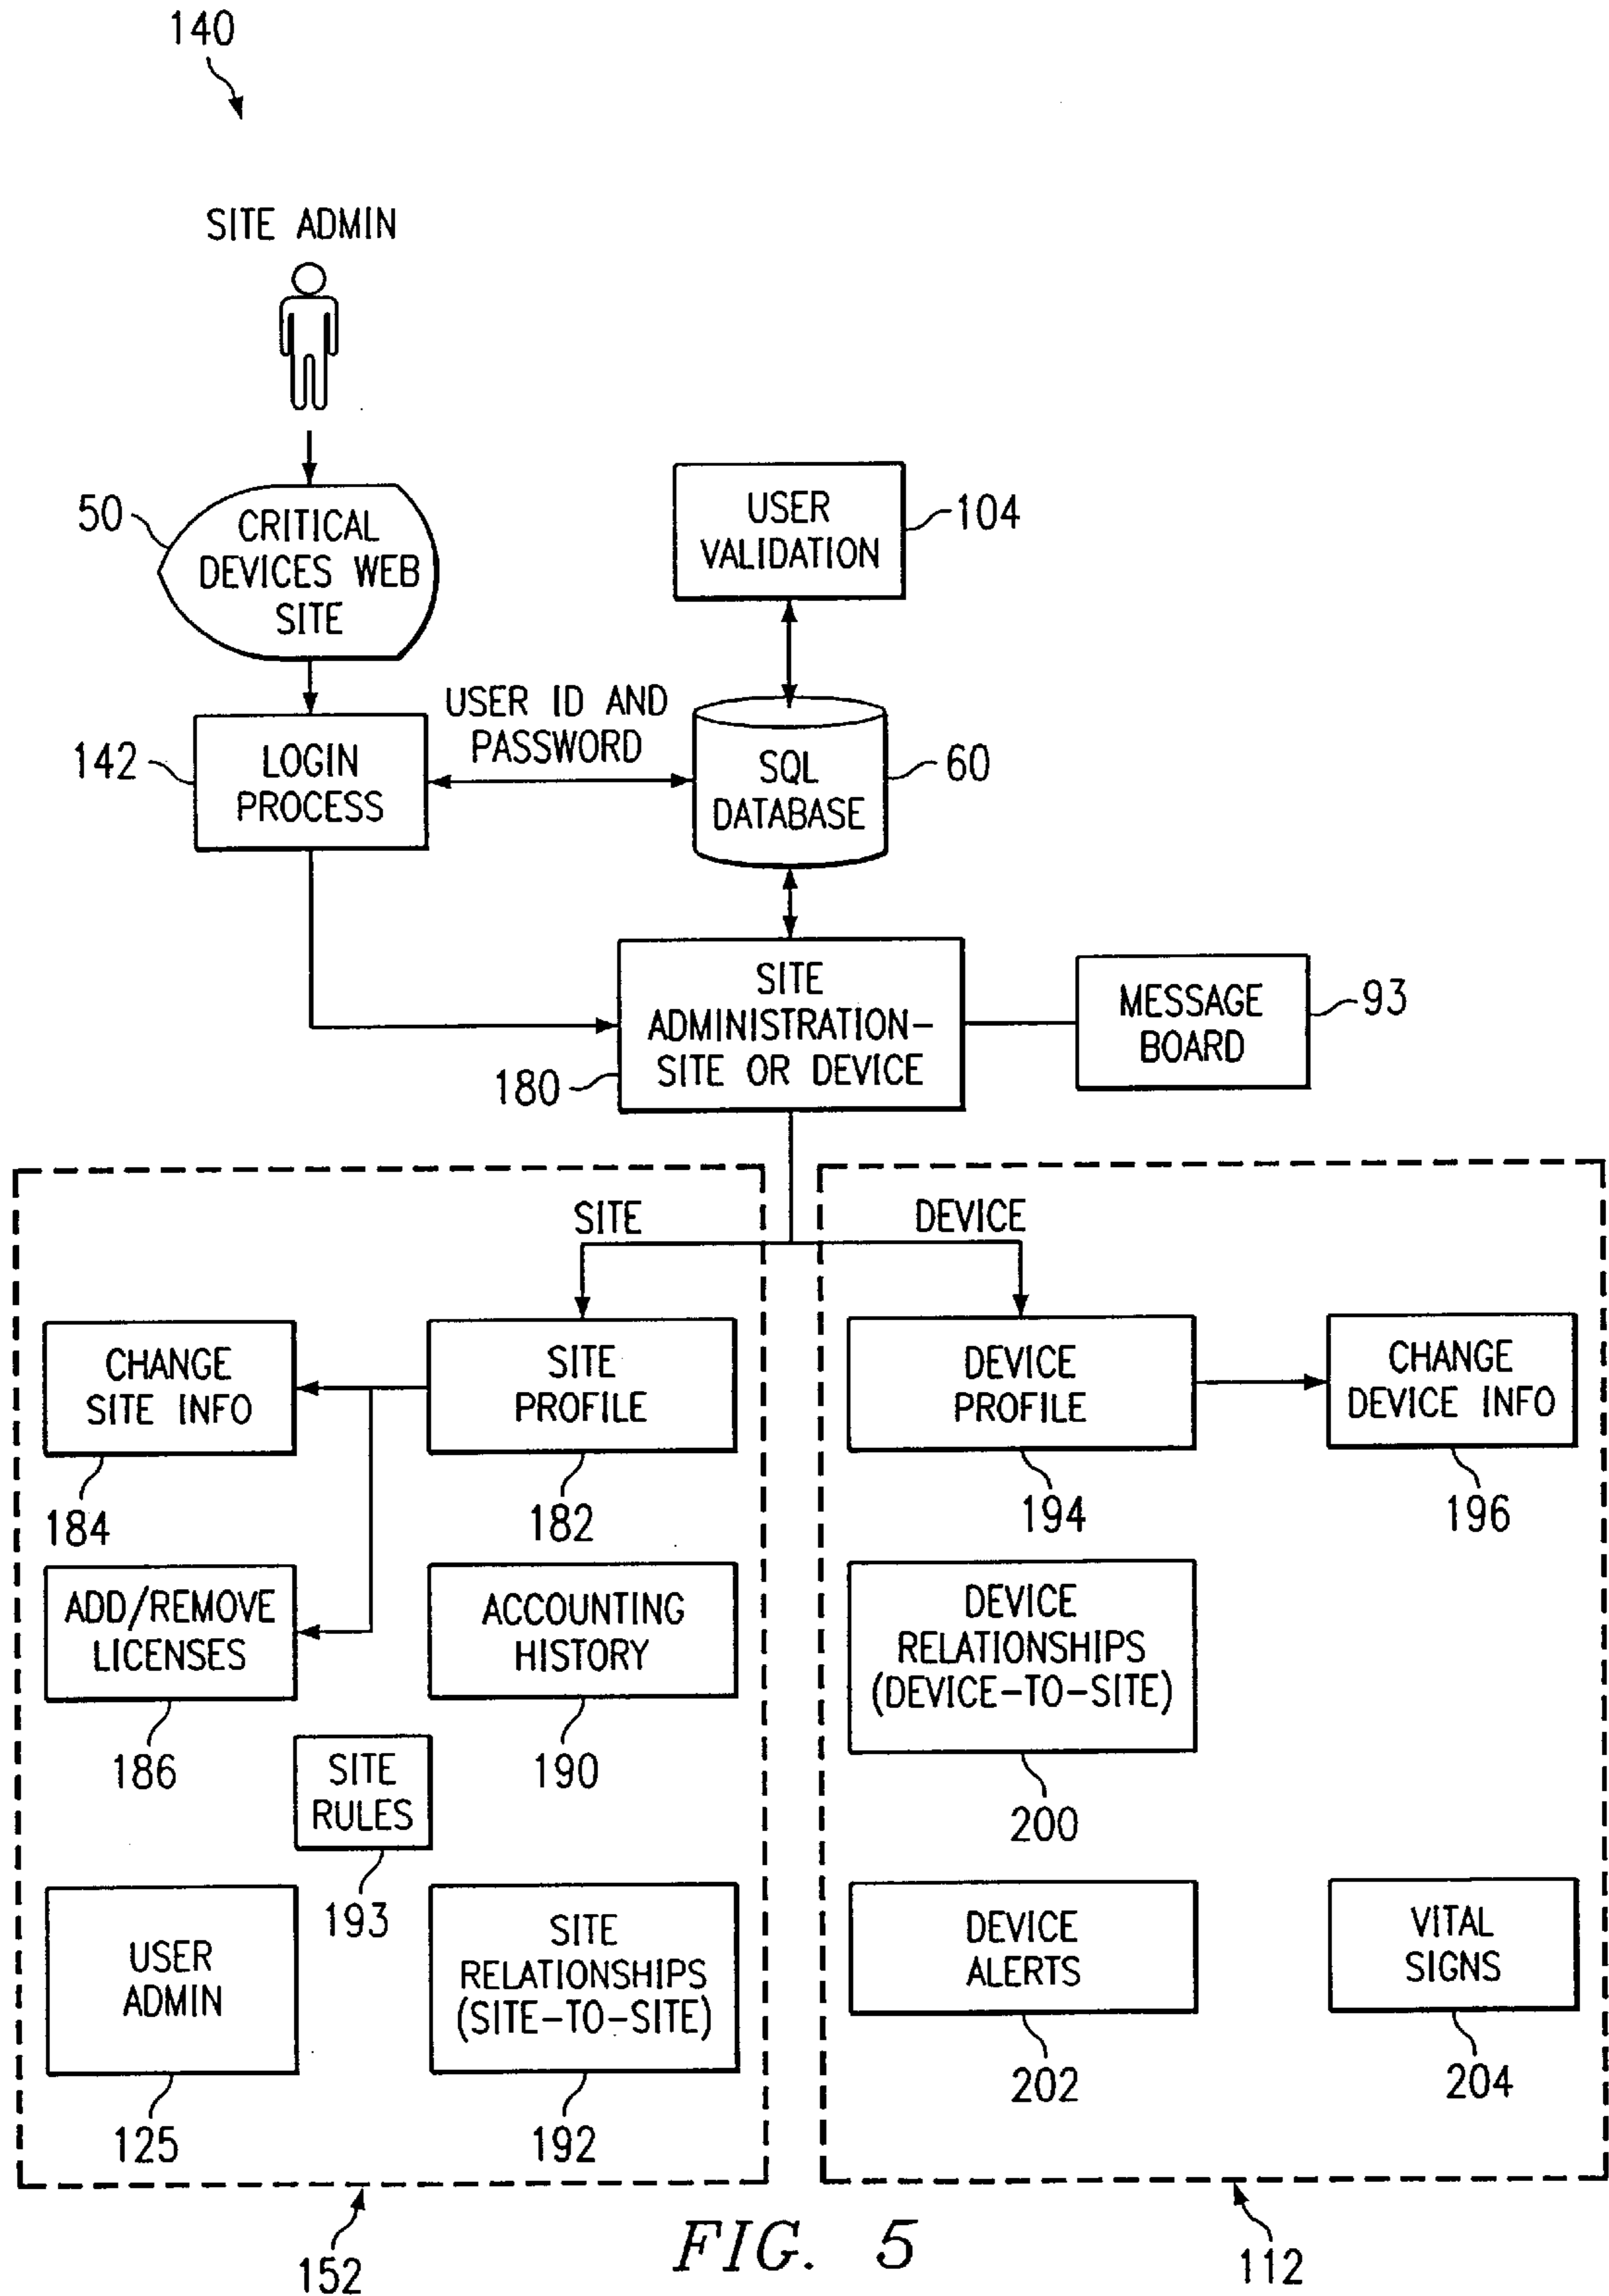 140
SITE ADMIN
50
CRITICAL
DEVICES WEB
SITE
USER
VALIDATION
104
142
LOGIN
PROCESS
USER ID AND
PASSWORD
SQL
DATABASE
60
SITE
ADMINISTRATION-
SITE OR DEVICE
180
MESSAGE
BOARD
93
SITE
DEVICE
CHANGE
SITE INFO
184
SITE
PROFILE
182
DEVICE
PROFILE
194
CHANGE
DEVICE INFO
196
ADD/REMOVE
LICENSES
186
ACCOUNTING
HISTORY
190
DEVICE
RELATIONSHIPS
(DEVICE-TO-SITE)
200
SITE
RULES
193
USER
ADMIN
125
SITE
RELATIONSHIPS
(SITE-TO-SITE)
192
DEVICE
ALERTS
202
VITAL
SIGNS
204
152
FIG. 5
112